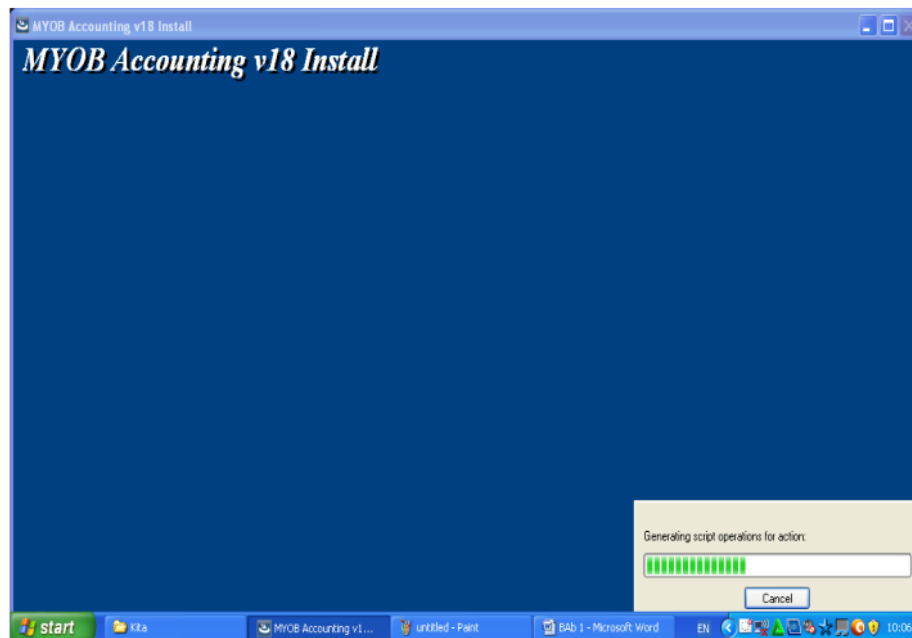 MYOB Accounting v18 Install
MYOB Accounting v18 Install
Generating script operations for action:
Cancel
start
Kita
MYOB Accounting v1...
untitled - Paint
BAb 1 - Microsoft Word
EN
10:06